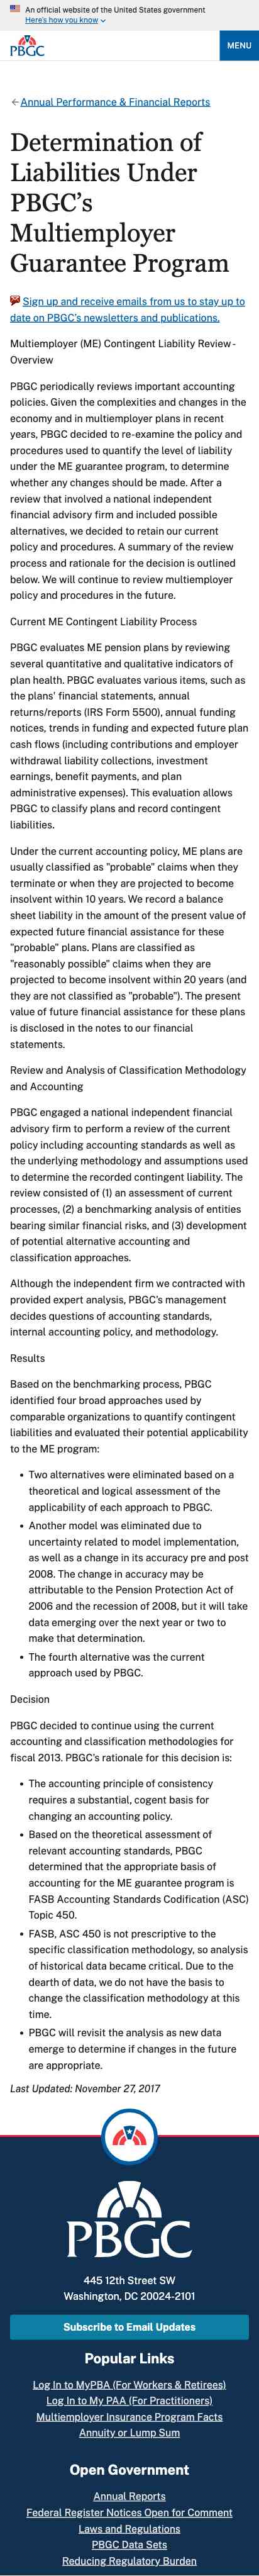 An official website of the United States government
Here's how you know
PBGC
MENU
Annual Performance & Financial Reports
Determination of
Liabilities Under
PBGC's
Multiemployer
Guarantee Program
Sign up and receive emails from us to stay up to
date on PBGC's newsletters and publications.
Multiemployer (ME) Contingent Liability Review -
Overview
PBGC periodically reviews important accounting
policies. Given the complexities and changes in the
economy and in multiemployer plans in recent
years, PBGC decided to re-examine the policy and
procedures used to quantify the level of liability
under the ME guarantee program, to determine
whether any changes should be made. After a
review that involved a national independent
financial advisory firm and included possible
alternatives, we decided to retain our current
policy and procedures. A summary of the review
process and rationale for the decision is outlined
below. We will continue to review multiemployer
policy and procedures in the future.
Current ME Contingent Liability Process
PBGC evaluates ME pension plans by reviewing
several quantitative and qualitative indicators of
plan health. PBGC evaluates various items, such as
the plans' financial statements, annual
returns/reports (IRS Form 5500), annual funding
notices, trends in funding and expected future plan
cash flows (including contributions and employer
withdrawal liability collections, investment
earnings, benefit payments, and plan
administrative expenses). This evaluation allows
PBGC to classify plans and record contingent
liabilities.
Under the current accounting policy, ME plans are
usually classified as "probable" claims when they
terminate or when they are projected to become
insolvent within 10 years. We record a balance
sheet liability in the amount of the present value of
expected future financial assistance for these
"probable" plans. Plans are classified as
"reasonably possible" claims when they are
projected to become insolvent within 20 years (and
they are not classified as "probable"). The present
value of future financial assistance for these plans
is disclosed in the notes to our financial
statements.
Review and Analysis of Classification Methodology
and Accounting
PBGC engaged a national independent financial
advisory firm to perform a review of the current
policy including accounting standards as well as
the underlying methodology and assumptions used
to determine the recorded contingent liability. The
review consisted of (1) an assessment of current
processes, (2) a benchmarking analysis of entities
bearing similar financial risks, and (3) development
of potential alternative accounting and
classification approaches.
Although the independent firm we contracted with
provided expert analysis, PBGC's management
decides questions of accounting standards,
internal accounting policy, and methodology.
Results
Based on the benchmarking process, PBGC
identified four broad approaches used by
comparable organizations to quantify contingent
liabilities and evaluated their potential applicability
to the ME program:
• Two alternatives were eliminated based on a
theoretical and logical assessment of the
applicability of each approach to PBGC.
• Another model was eliminated due to
uncertainty related to model implementation,
as well as a change in its accuracy pre and post
2008. The change in accuracy may be
attributable to the Pension Protection Act of
2006 and the recession of 2008, but it will take
data emerging over the next year or two to
make that determination.
• The fourth alternative was the current
approach used by PBGC.
Decision
PBGC decided to continue using the current
accounting and classification methodologies for
fiscal 2013. PBGC's rationale for this decision is:
• The accounting principle of consistency
requires a substantial, cogent basis for
changing an accounting policy.
• Based on the theoretical assessment of
relevant accounting standards, PBGC
determined that the appropriate basis of
accounting for the ME guarantee program is
FASB Accounting Standards Codification (ASC)
Topic 450.
• FASB, ASC 450 is not prescriptive to the
specific classification methodology, so analysis
of historical data became critical. Due to the
dearth of data, we do not have the basis to
change the classification methodology at this
time.
• PBGC will revisit the analysis as new data
emerge to determine if changes in the future
are appropriate.
Last Updated: November 27, 2017
PBGC
445 12th Street SW
Washington, DC 20024-2101
Subscribe to Email Updates
Popular Links
Log In to MyPBA (For Workers & Retirees)
Log In to My PAA (For Practitioners)
Multiemployer Insurance Program Facts
Annuity or Lump Sum
Open Government
Annual Reports
Federal Register Notices Open for Comment
Laws and Regulations
PBGC Data Sets
Reducing Regulatory Burden